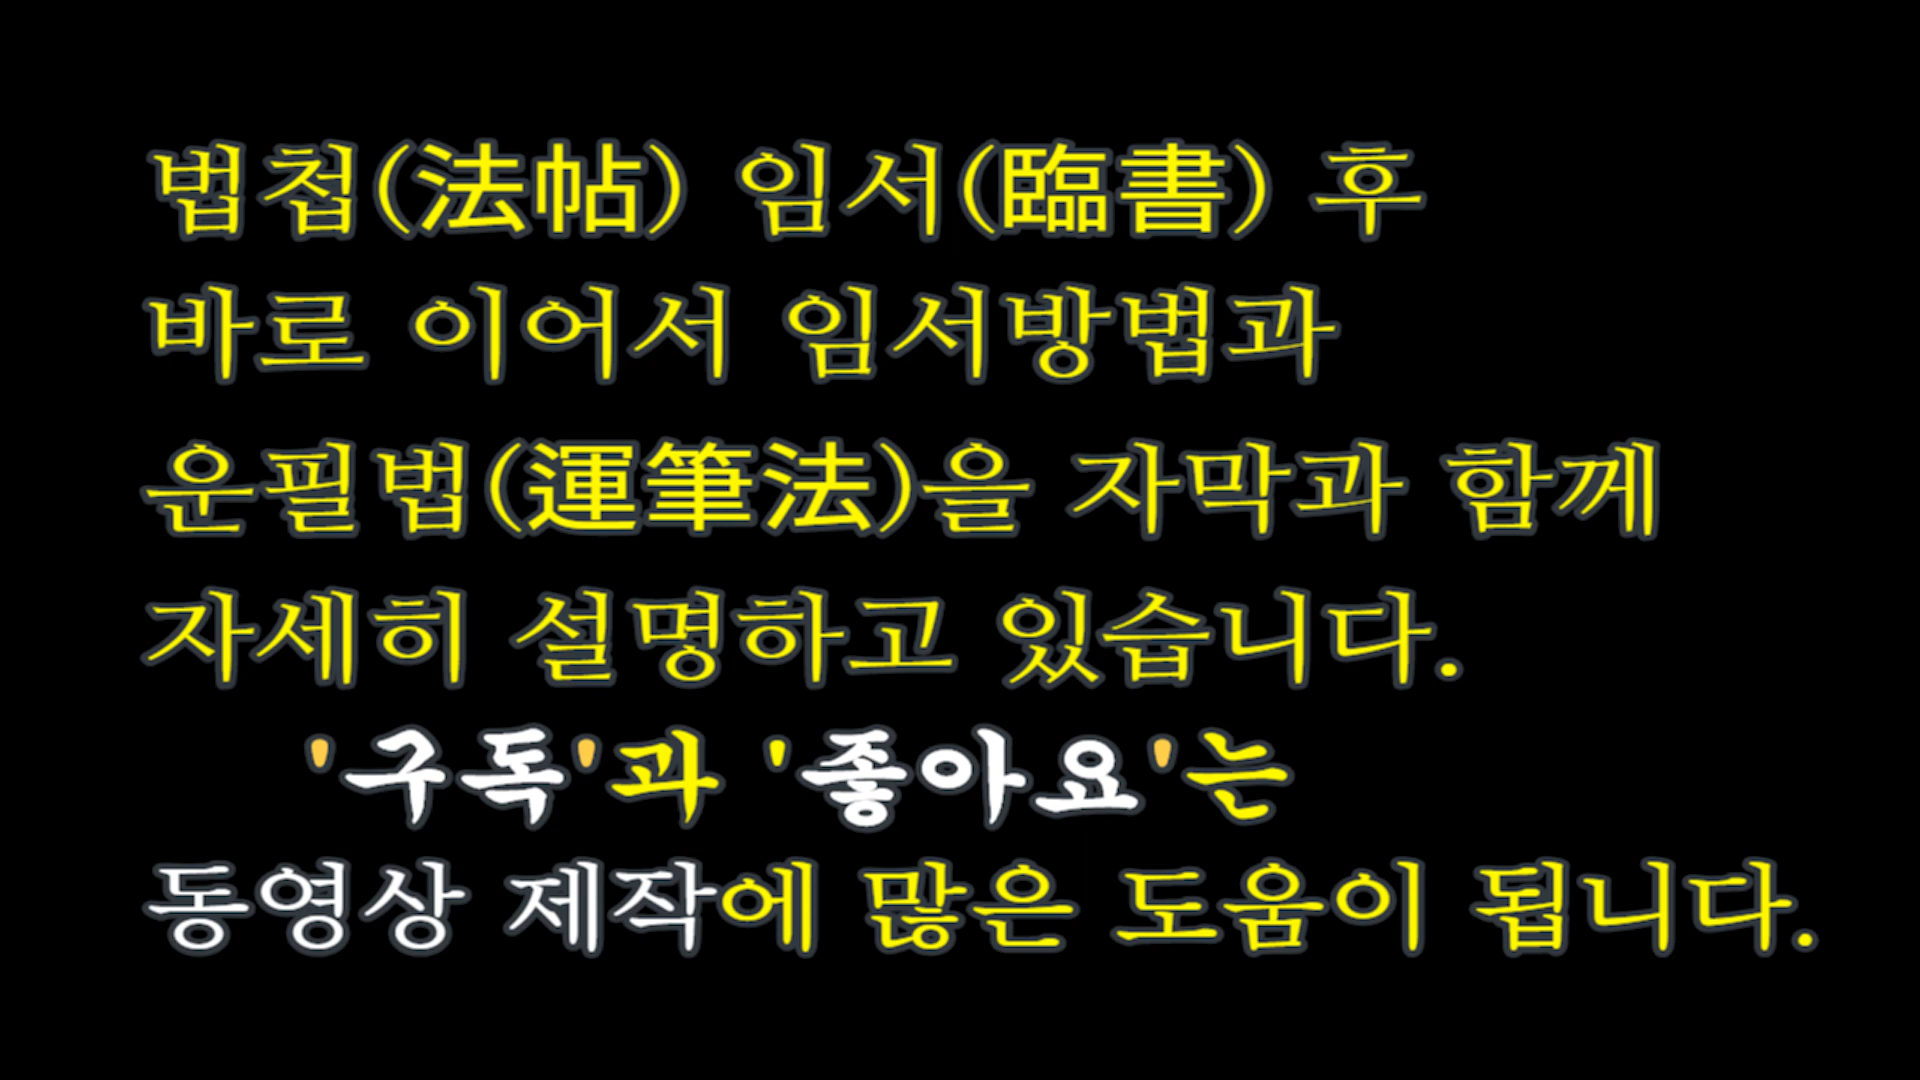 법첩(法帖) 임서(臨書) 후
바로 이어서 임서방법과
운필법(運筆法)을 자막과 함께
자세히 설명하고 있습니다.
'구독'과 '좋아요'는
동영상 제작에 많은 도움이 됩니다.